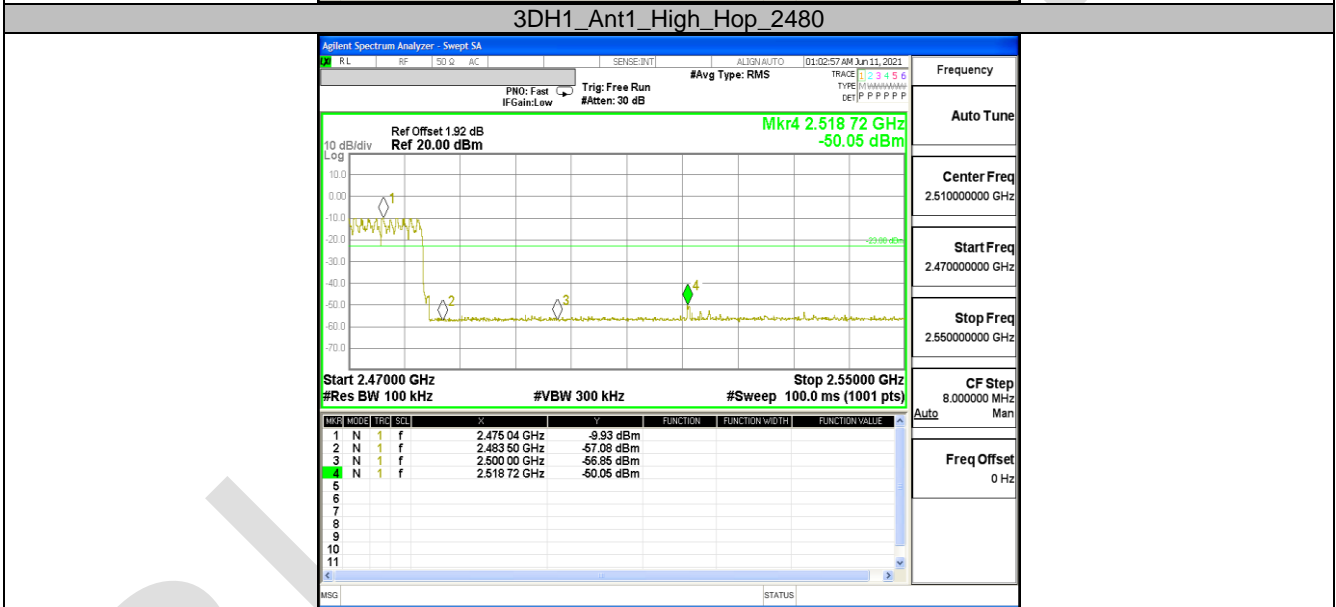 3DH1_Ant1_High_Hop_2480
Agilent Spectrum Analyzer - Swept SA
RL RF 50 Ω AC SENSE:INT ALIGN AUTO 01:02:57 AM Jun 11, 2021
#Avg Type: RMS
TRACE 1 2 3 4 5 6
TYPE M WWWWW
DET P P P P P P
PNO: Fast
IFGain:Low
Trig: Free Run
#Atten: 30 dB
Mkr4 2.518 72 GHz
-50.05 dBm
Ref Offset 1.92 dB
10 dB/div Ref 20.00 dBm
Log
10.0
0.00
-10.0
-20.0
-30.0
-40.0
-50.0
-60.0
-70.0
1
2
3
4
-23.00 dBm
Start 2.47000 GHz Stop 2.55000 GHz
#Res BW 100 kHz #VBW 300 kHz #Sweep 100.0 ms (1001 pts)
MKR MODE TRC SCL X Y FUNCTION FUNCTION WIDTH FUNCTION VALUE
1 N 1 f 2.475 04 GHz -9.93 dBm
2 N 1 f 2.483 50 GHz -57.08 dBm
3 N 1 f 2.500 00 GHz -56.85 dBm
4 N 1 f 2.518 72 GHz -50.05 dBm
5
6
7
8
9
10
11
MSG STATUS
Frequency
Auto Tune
Center Freq
2.510000000 GHz
Start Freq
2.470000000 GHz
Stop Freq
2.550000000 GHz
CF Step
8.000000 MHz
Auto Man
Freq Offset
0 Hz